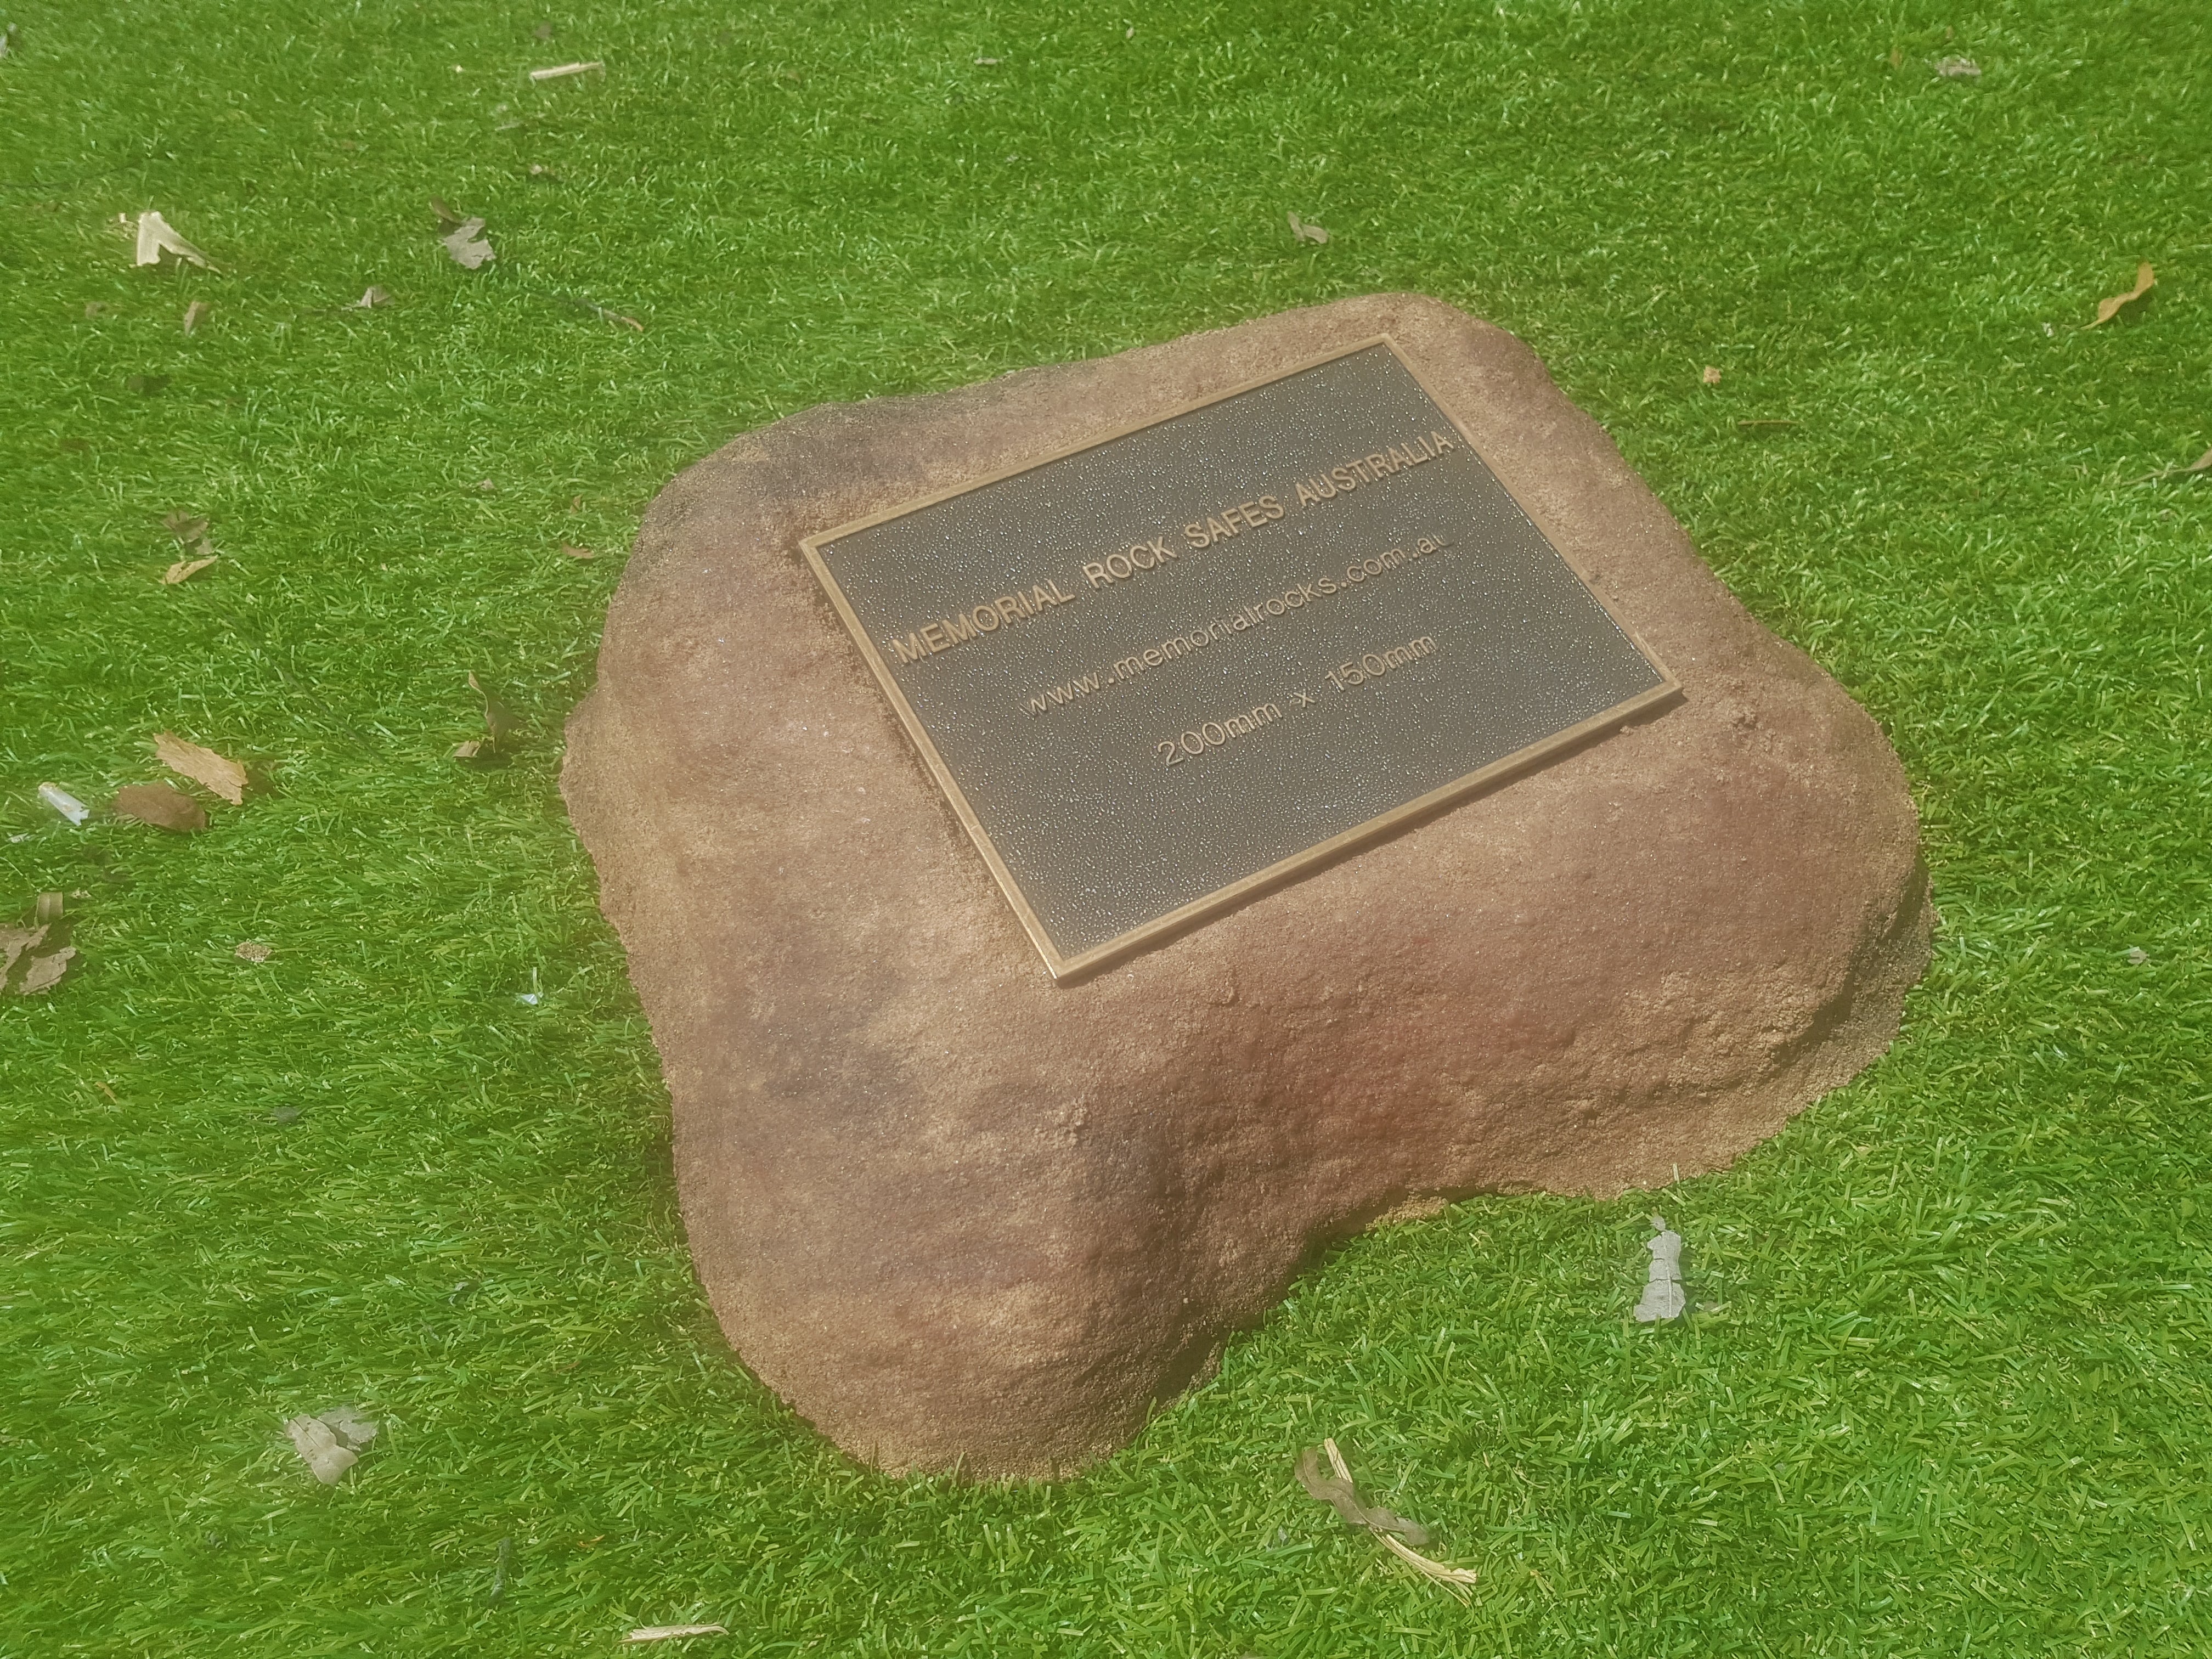 MEMORIAL ROCK SAFES AUSTRALIA
www.memorialrocks.com.au
200mm x 150mm